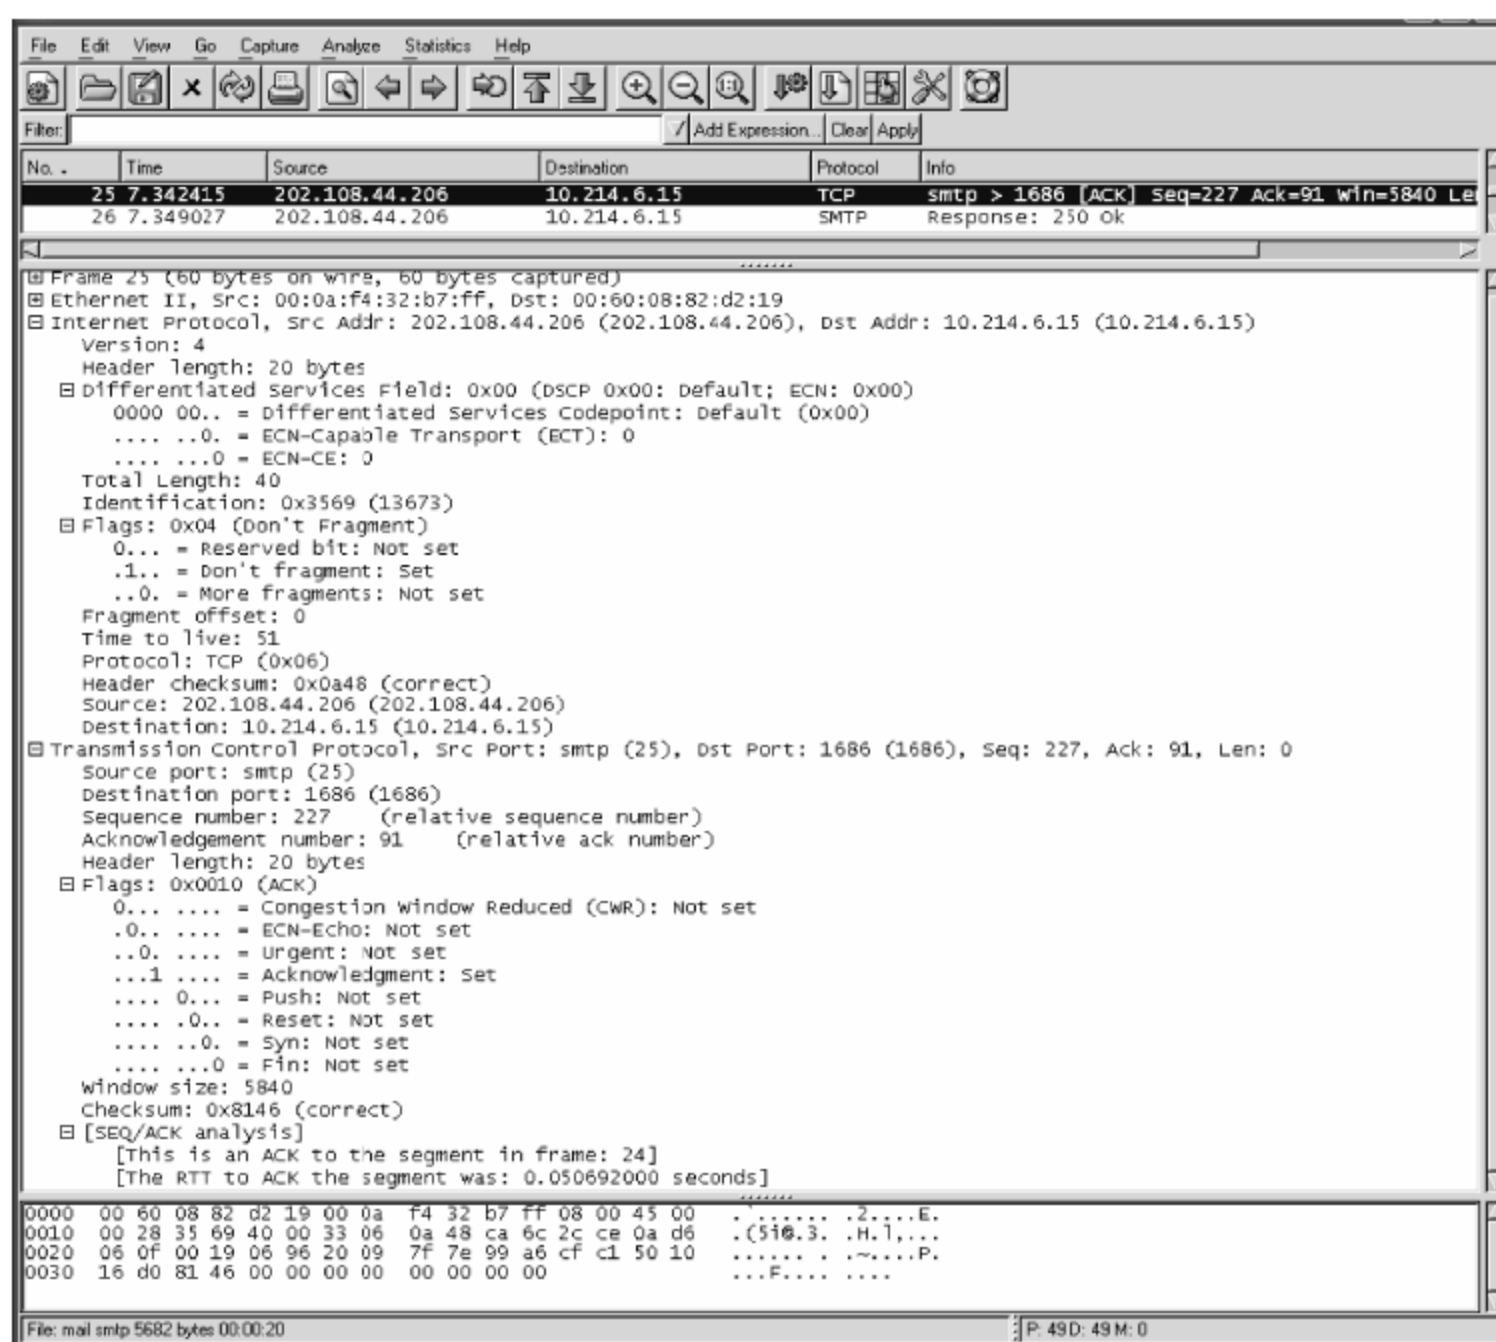 File Edit View Go Capture Analyze Statistics Help
Filter: Add Expression... Clear Apply
No. . Time Source Destination Protocol Info
25 7.342415 202.108.44.206 10.214.6.15 TCP smtp > 1686 [ACK] Seq=227 Ack=91 Win=5840 Le
26 7.349027 202.108.44.206 10.214.6.15 SMTP Response: 250 Ok
Frame 25 (60 bytes on wire, 60 bytes captured)
Ethernet II, Src: 00:0a:f4:32:b7:ff, Dst: 00:60:08:82:d2:19
Internet Protocol, Src Addr: 202.108.44.206 (202.108.44.206), Dst Addr: 10.214.6.15 (10.214.6.15)
Version: 4
Header length: 20 bytes
Differentiated Services Field: 0x00 (DSCP 0x00: Default; ECN: 0x00)
0000 00.. = Differentiated Services Codepoint: Default (0x00)
.... ..0. = ECN-Capable Transport (ECT): 0
.... ...0 = ECN-CE: 0
Total Length: 40
Identification: 0x3569 (13673)
Flags: 0x04 (Don't Fragment)
0... = Reserved bit: Not set
.1.. = Don't fragment: Set
..0. = More fragments: Not set
Fragment offset: 0
Time to live: 51
Protocol: TCP (0x06)
Header checksum: 0x0a48 (correct)
Source: 202.108.44.206 (202.108.44.206)
Destination: 10.214.6.15 (10.214.6.15)
Transmission Control Protocol, Src Port: smtp (25), Dst Port: 1686 (1686), Seq: 227, Ack: 91, Len: 0
Source port: smtp (25)
Destination port: 1686 (1686)
Sequence number: 227 (relative sequence number)
Acknowledgement number: 91 (relative ack number)
Header length: 20 bytes
Flags: 0x0010 (ACK)
0... .... = Congestion Window Reduced (CWR): Not set
.0.. .... = ECN-Echo: Not set
..0. .... = Urgent: Not set
...1 .... = Acknowledgment: Set
.... 0... = Push: Not set
.... .0.. = Reset: Not set
.... ..0. = Syn: Not set
.... ...0 = Fin: Not set
Window size: 5840
Checksum: 0x8146 (correct)
[SEQ/ACK analysis]
[This is an ACK to the segment in frame: 24]
[The RTT to ACK the segment was: 0.050692000 seconds]
0000 00 60 08 82 d2 19 00 0a f4 32 b7 ff 08 00 45 00 .`...... .2....E.
0010 00 28 35 69 40 00 33 06 0a 48 ca 6c 2c ce 0a d6 .(5i@.3. .H.l,...
0020 06 0f 00 19 06 96 20 09 7f 7e 99 a6 cf c1 50 10 ...... . .~....P.
0030 16 d0 81 46 00 00 00 00 00 00 00 00 ...F.... ....
File: mail smtp 5682 bytes 00:00:20 P: 49 D: 49 M: 0